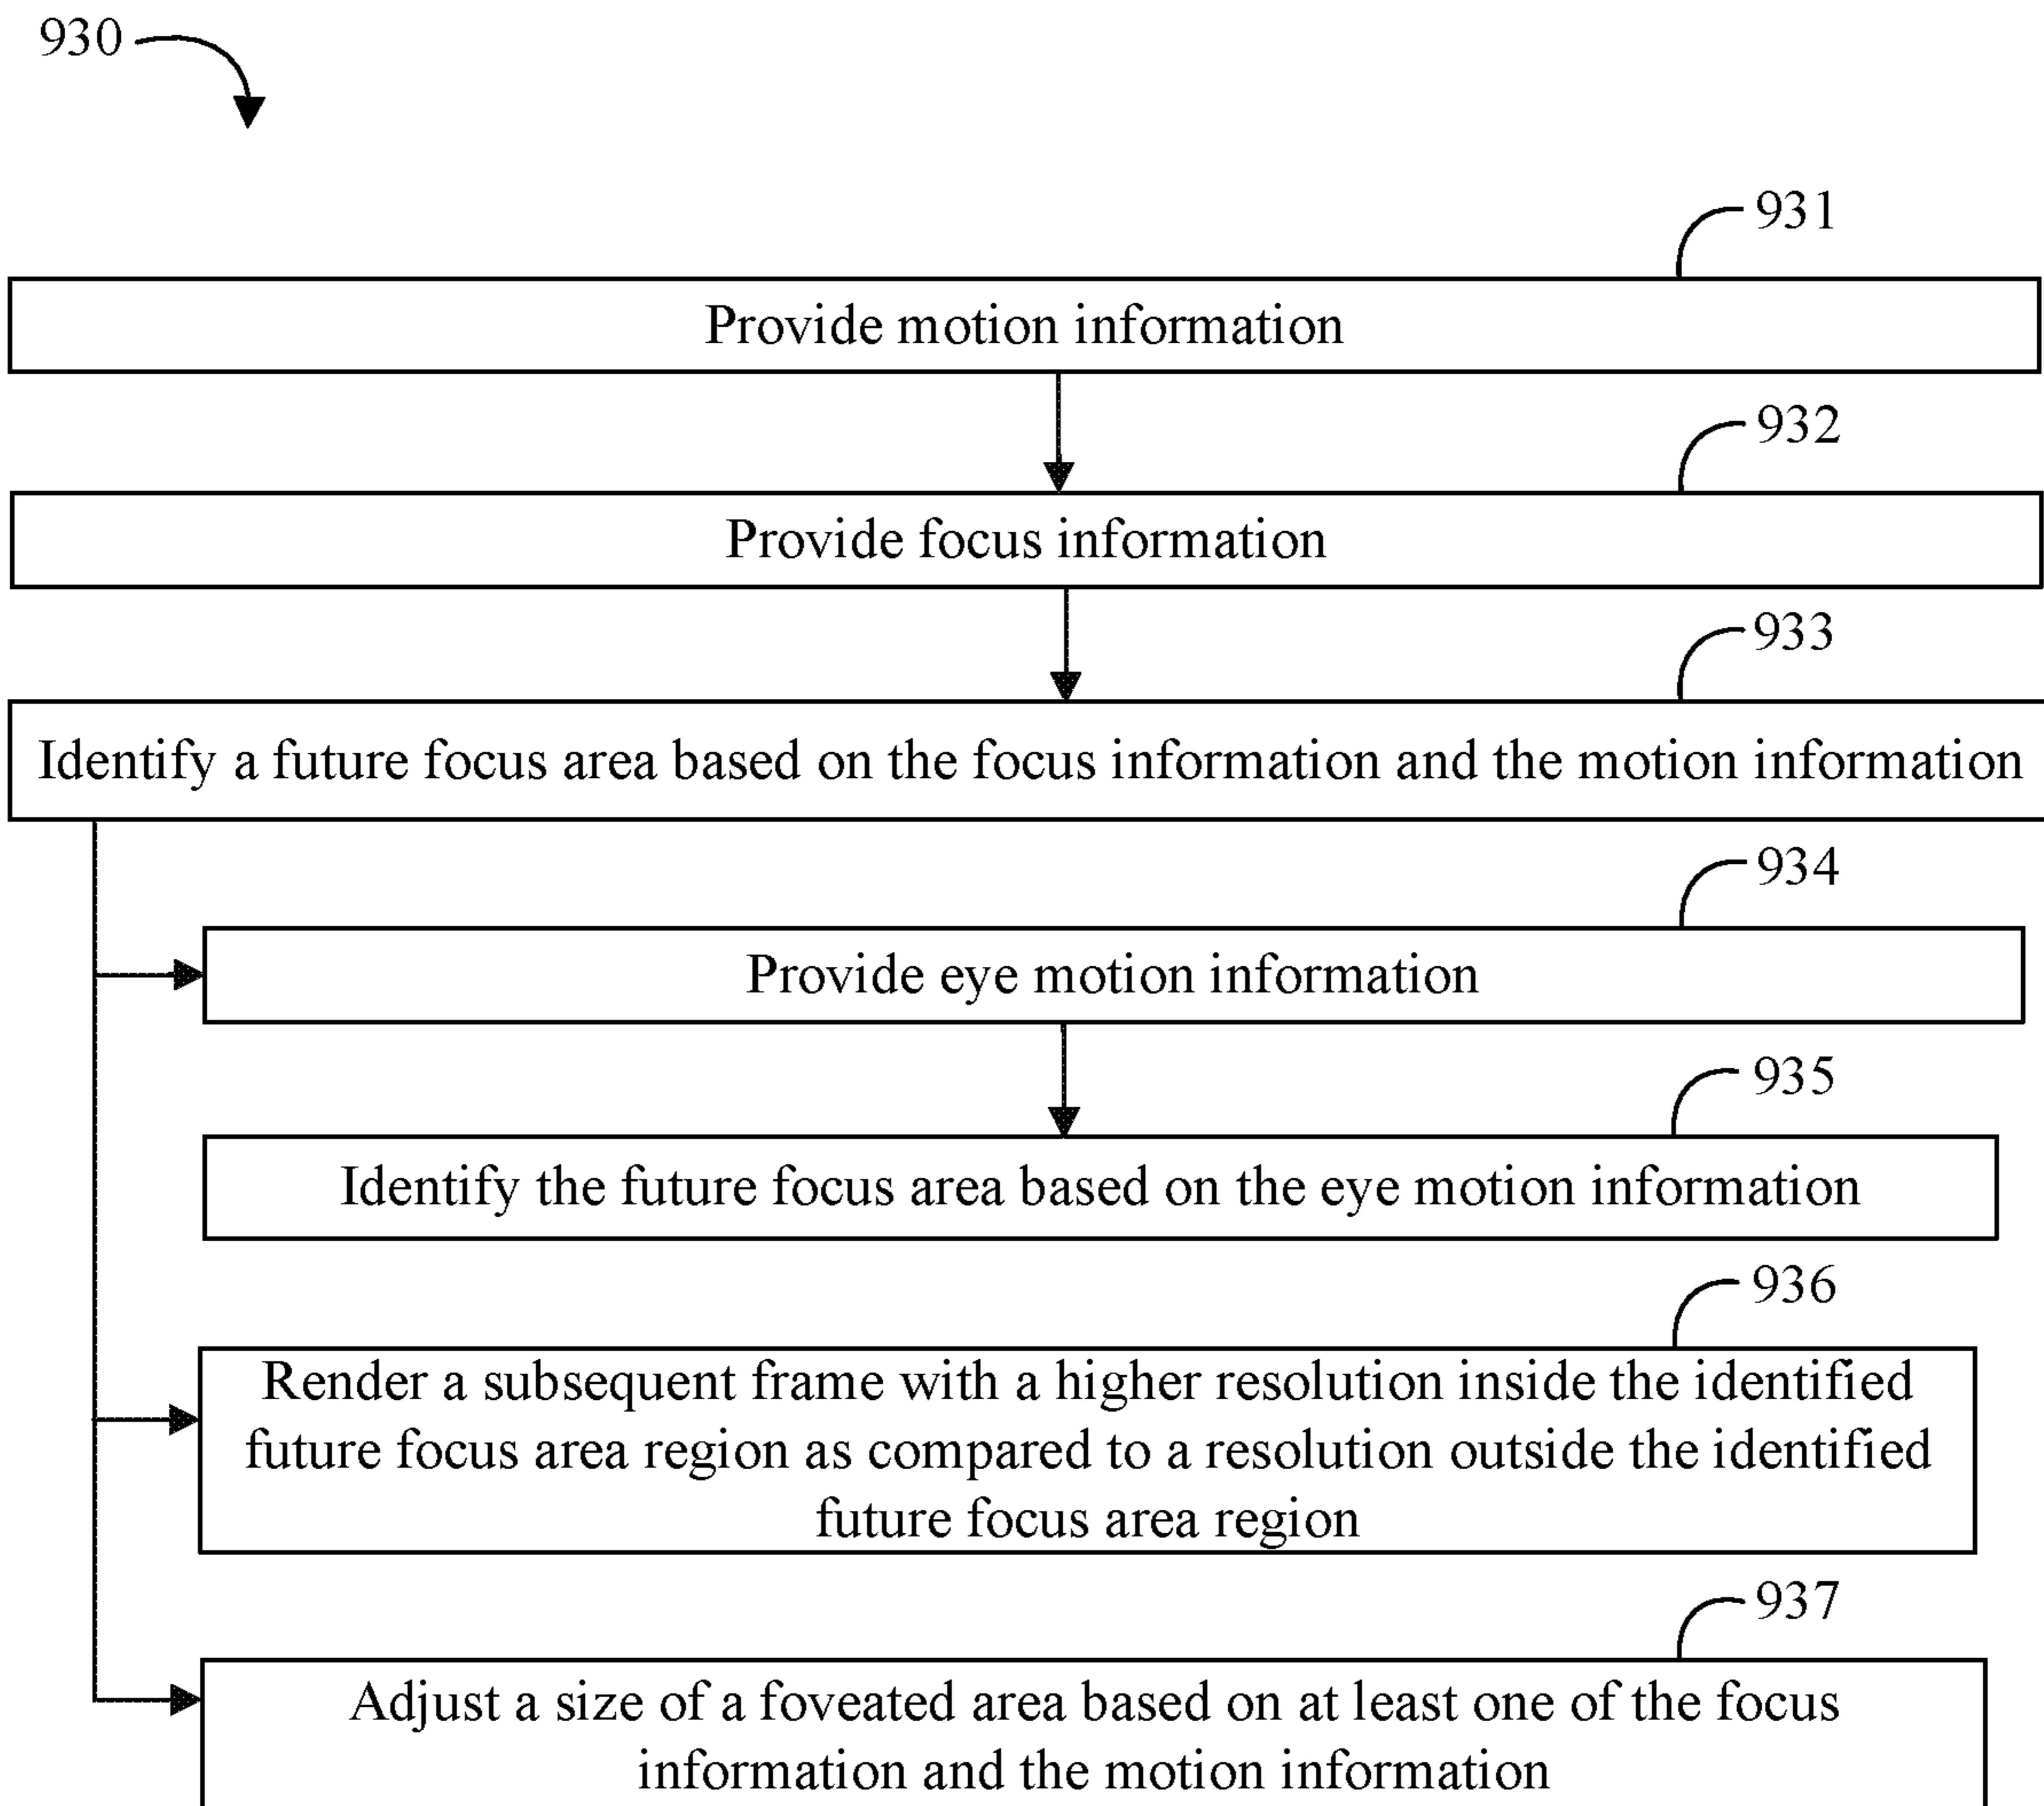 930
931
Provide motion information
932
Provide focus information
933
Identify a future focus area based on the focus information and the motion information
934
Provide eye motion information
935
Identify the future focus area based on the eye motion information
936
Render a subsequent frame with a higher resolution inside the identified
future focus area region as compared to a resolution outside the identified
future focus area region
937
Adjust a size of a foveated area based on at least one of the focus
information and the motion information